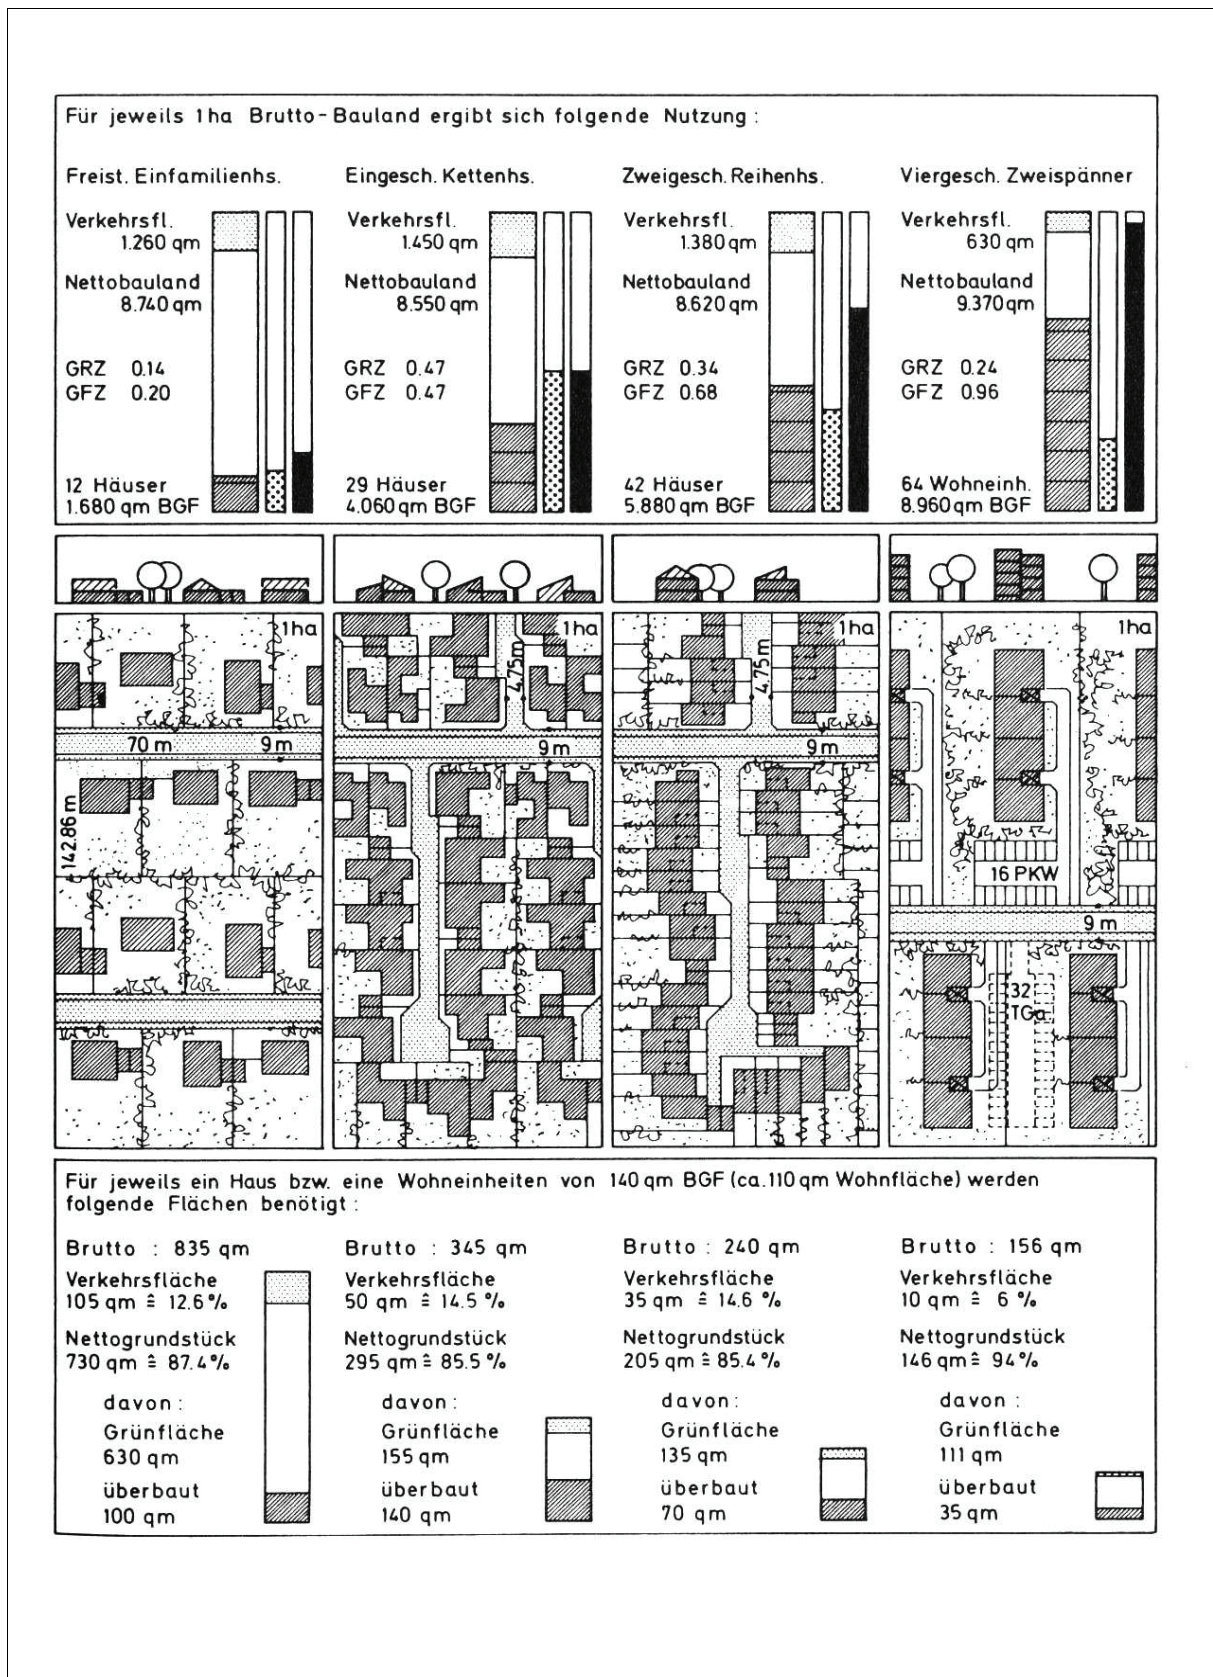 Für jeweils 1ha Brutto-Bauland ergibt sich folgende Nutzung :
Freist. Einfamilienhs.
Verkehrsfl.
1.260 qm
Nettobauland
8.740 qm
GRZ 0.14
GFZ 0.20
12 Häuser
1.680 qm BGF
Eingesch. Kettenhs.
Verkehrsfl.
1.450 qm
Nettobauland
8.550 qm
GRZ 0.47
GFZ 0.47
29 Häuser
4.060 qm BGF
Zweigesch. Reihenhs.
Verkehrsfl.
1.380 qm
Nettobauland
8.620 qm
GRZ 0.34
GFZ 0.68
42 Häuser
5.880 qm BGF
Viergesch. Zweispänner
Verkehrsfl.
630 qm
Nettobauland
9.370 qm
GRZ 0.24
GFZ 0.96
64 Wohneinh.
8.960 qm BGF
1ha
70 m
9 m
142.86 m
1ha
4.75m
9 m
1ha
4.75m
9 m
1ha
16 PKW
9 m
32
TGa
Für jeweils ein Haus bzw. eine Wohneinheiten von 140 qm BGF (ca. 110 qm Wohnfläche) werden
folgende Flächen benötigt :
Brutto : 835 qm
Verkehrsfläche
105 qm ≙ 12.6 %
Nettogrundstück
730 qm ≙ 87.4 %
davon :
Grünfläche
630 qm
überbaut
100 qm
Brutto : 345 qm
Verkehrsfläche
50 qm ≙ 14.5 %
Nettogrundstück
295 qm ≙ 85.5 %
davon :
Grünfläche
155 qm
überbaut
140 qm
Brutto : 240 qm
Verkehrsfläche
35 qm ≙ 14.6 %
Nettogrundstück
205 qm ≙ 85.4 %
davon :
Grünfläche
135 qm
überbaut
70 qm
Brutto : 156 qm
Verkehrsfläche
10 qm ≙ 6 %
Nettogrundstück
146 qm ≙ 94 %
davon :
Grünfläche
111 qm
überbaut
35 qm